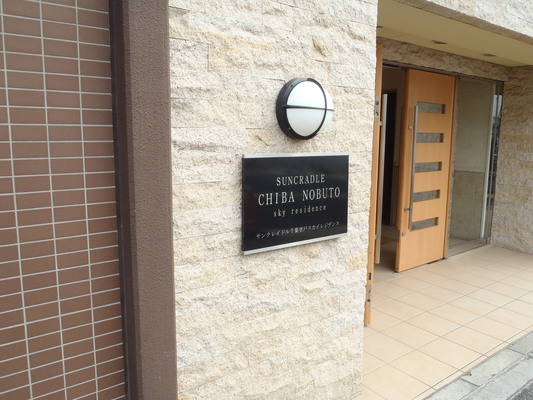 SUNCRADLE
CHIBA NOBUTO
sky residence
サンクレイドル千葉登戸スカイレジデンス